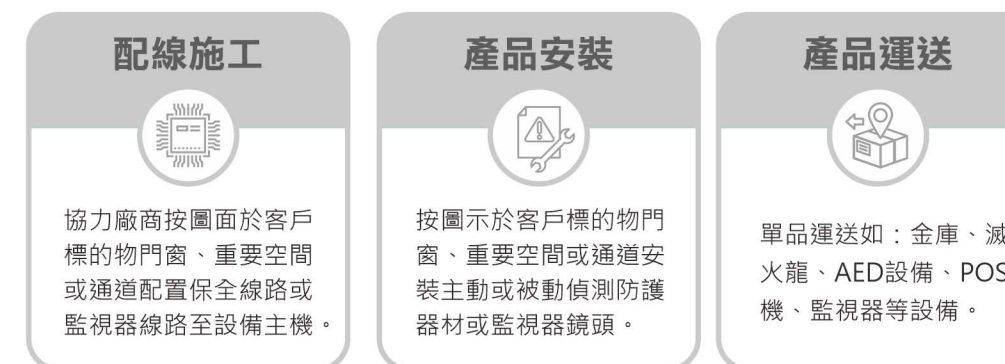 配線施工
協力廠商按圖面於客戶
標的物門窗、重要空間
或通道配置保全線路或
監視器線路至設備主機。
產品安裝
按圖示於客戶標的物門
窗、重要空間或通道安
裝主動或被動偵測防護
器材或監視器鏡頭。
產品運送
單品運送如：金庫、滅
火龍、AED設備、POS
機、監視器等設備。